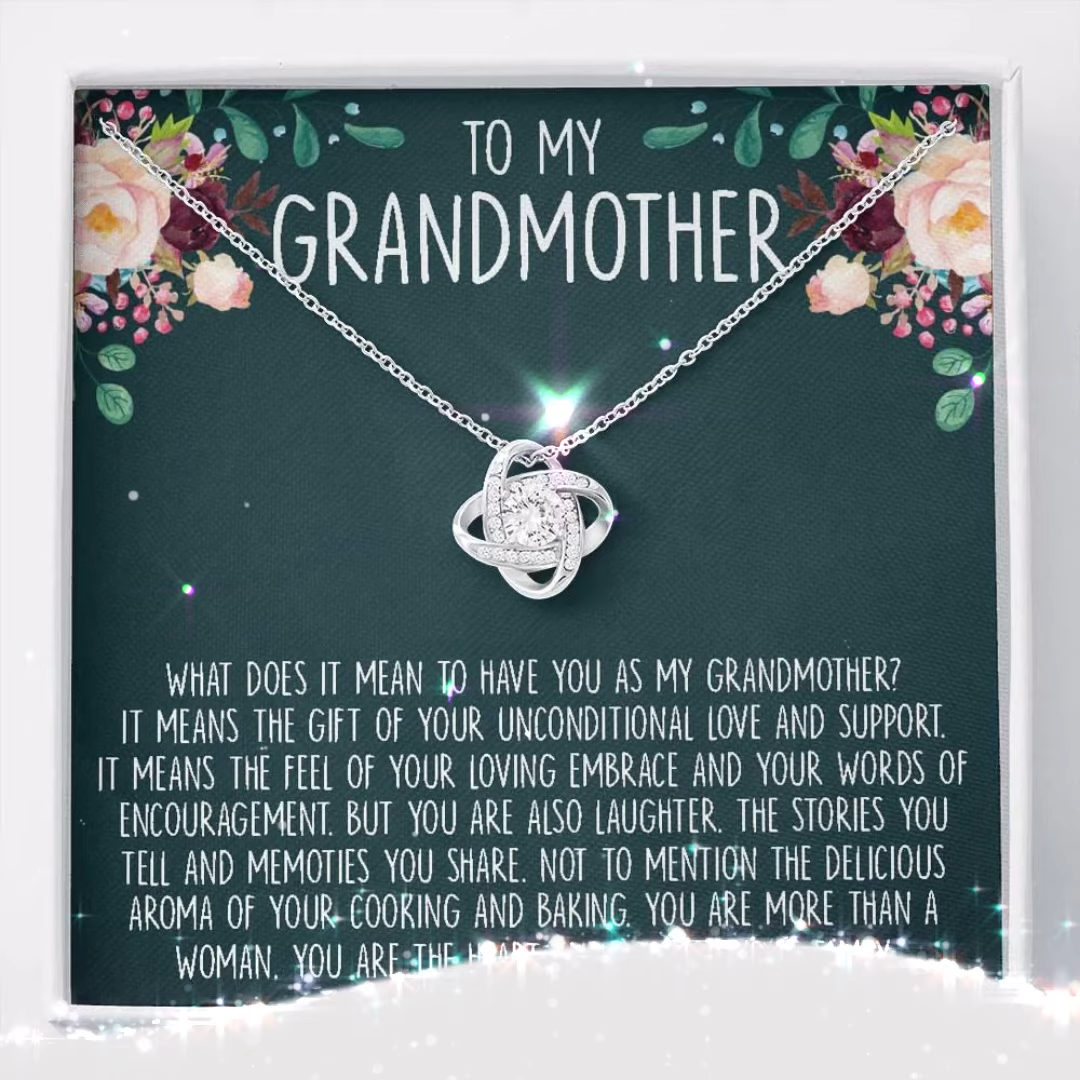 TO MY
GRANDMOTHER
WHAT DOES IT MEAN TO HAVE YOU AS MY GRANDMOTHER?
IT MEANS THE GIFT OF YOUR UNCONDITIONAL LOVE AND SUPPORT.
IT MEANS THE FEEL OF YOUR LOVING EMBRACE AND YOUR WORDS OF
ENCOURAGEMENT. BUT YOU ARE ALSO LAUGHTER. THE STORIES YOU
TELL AND MEMOTIES YOU SHARE. NOT TO MENTION THE DELICIOUS
AROMA OF YOUR COOKING AND BAKING. YOU ARE MORE THAN A
WOMAN. YOU ARE THE HEART